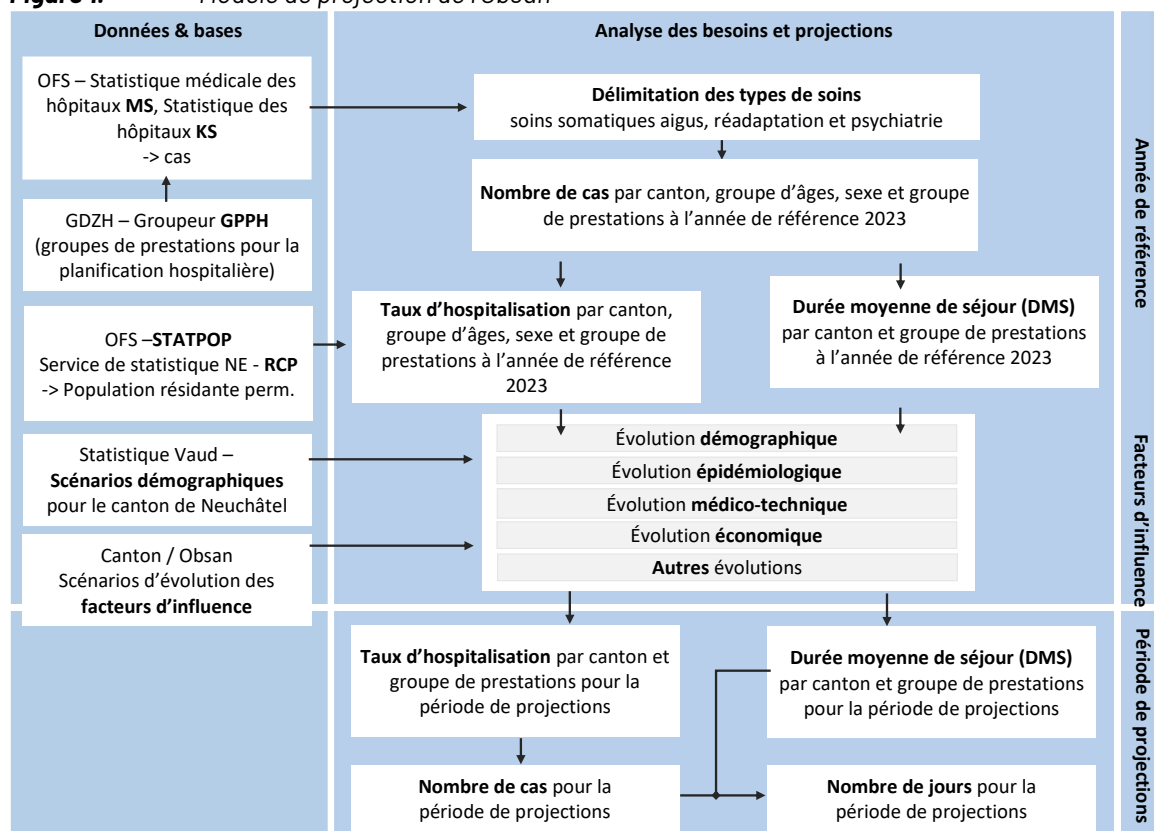 Figure 1. Modèle de projection de l'Obsan
Données & bases
OFS – Statistique médicale des
hôpitaux MS, Statistique des
hôpitaux KS
-> cas
GDZH – Groupeur GPPH
(groupes de prestations pour la
planification hospitalière)
OFS –STATPOP
Service de statistique NE - RCP
-> Population résidante perm.
Statistique Vaud –
Scénarios démographiques
pour le canton de Neuchâtel
Canton / Obsan
Scénarios d'évolution des
facteurs d'influence
Analyse des besoins et projections
Délimitation des types de soins
soins somatiques aigus, réadaptation et psychiatrie
Nombre de cas par canton, groupe d'âges, sexe et groupe
de prestations à l'année de référence 2023
Taux d'hospitalisation par canton,
groupe d'âges, sexe et groupe de
prestations à l'année de référence
2023
Durée moyenne de séjour (DMS)
par canton et groupe de prestations
à l'année de référence 2023
Évolution démographique
Évolution épidémiologique
Évolution médico-technique
Évolution économique
Autres évolutions
Taux d'hospitalisation par canton et
groupe de prestations pour la
période de projections
Durée moyenne de séjour (DMS)
par canton et groupe de prestations
pour la période de projections
Nombre de cas pour la
période de projections
Nombre de jours pour la
période de projections
Année de référence
Facteurs d'influence
Période de projections